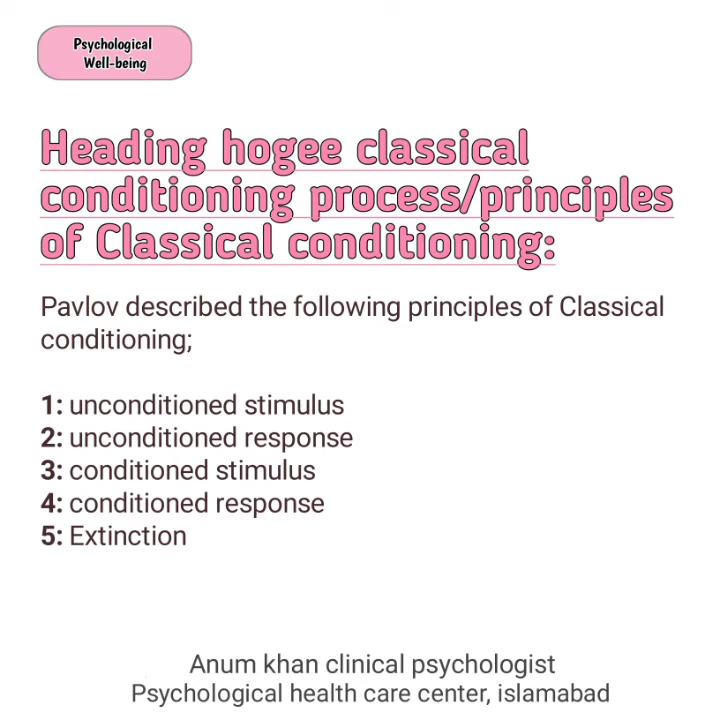 Psychological
Well-being
Heading hogee classical
conditioning process/principles
of Classical conditioning:
Pavlov described the following principles of Classical
conditioning;
1: unconditioned stimulus
2: unconditioned response
3: conditioned stimulus
4: conditioned response
5: Extinction
Anum khan clinical psychologist
Psychological health care center, islamabad